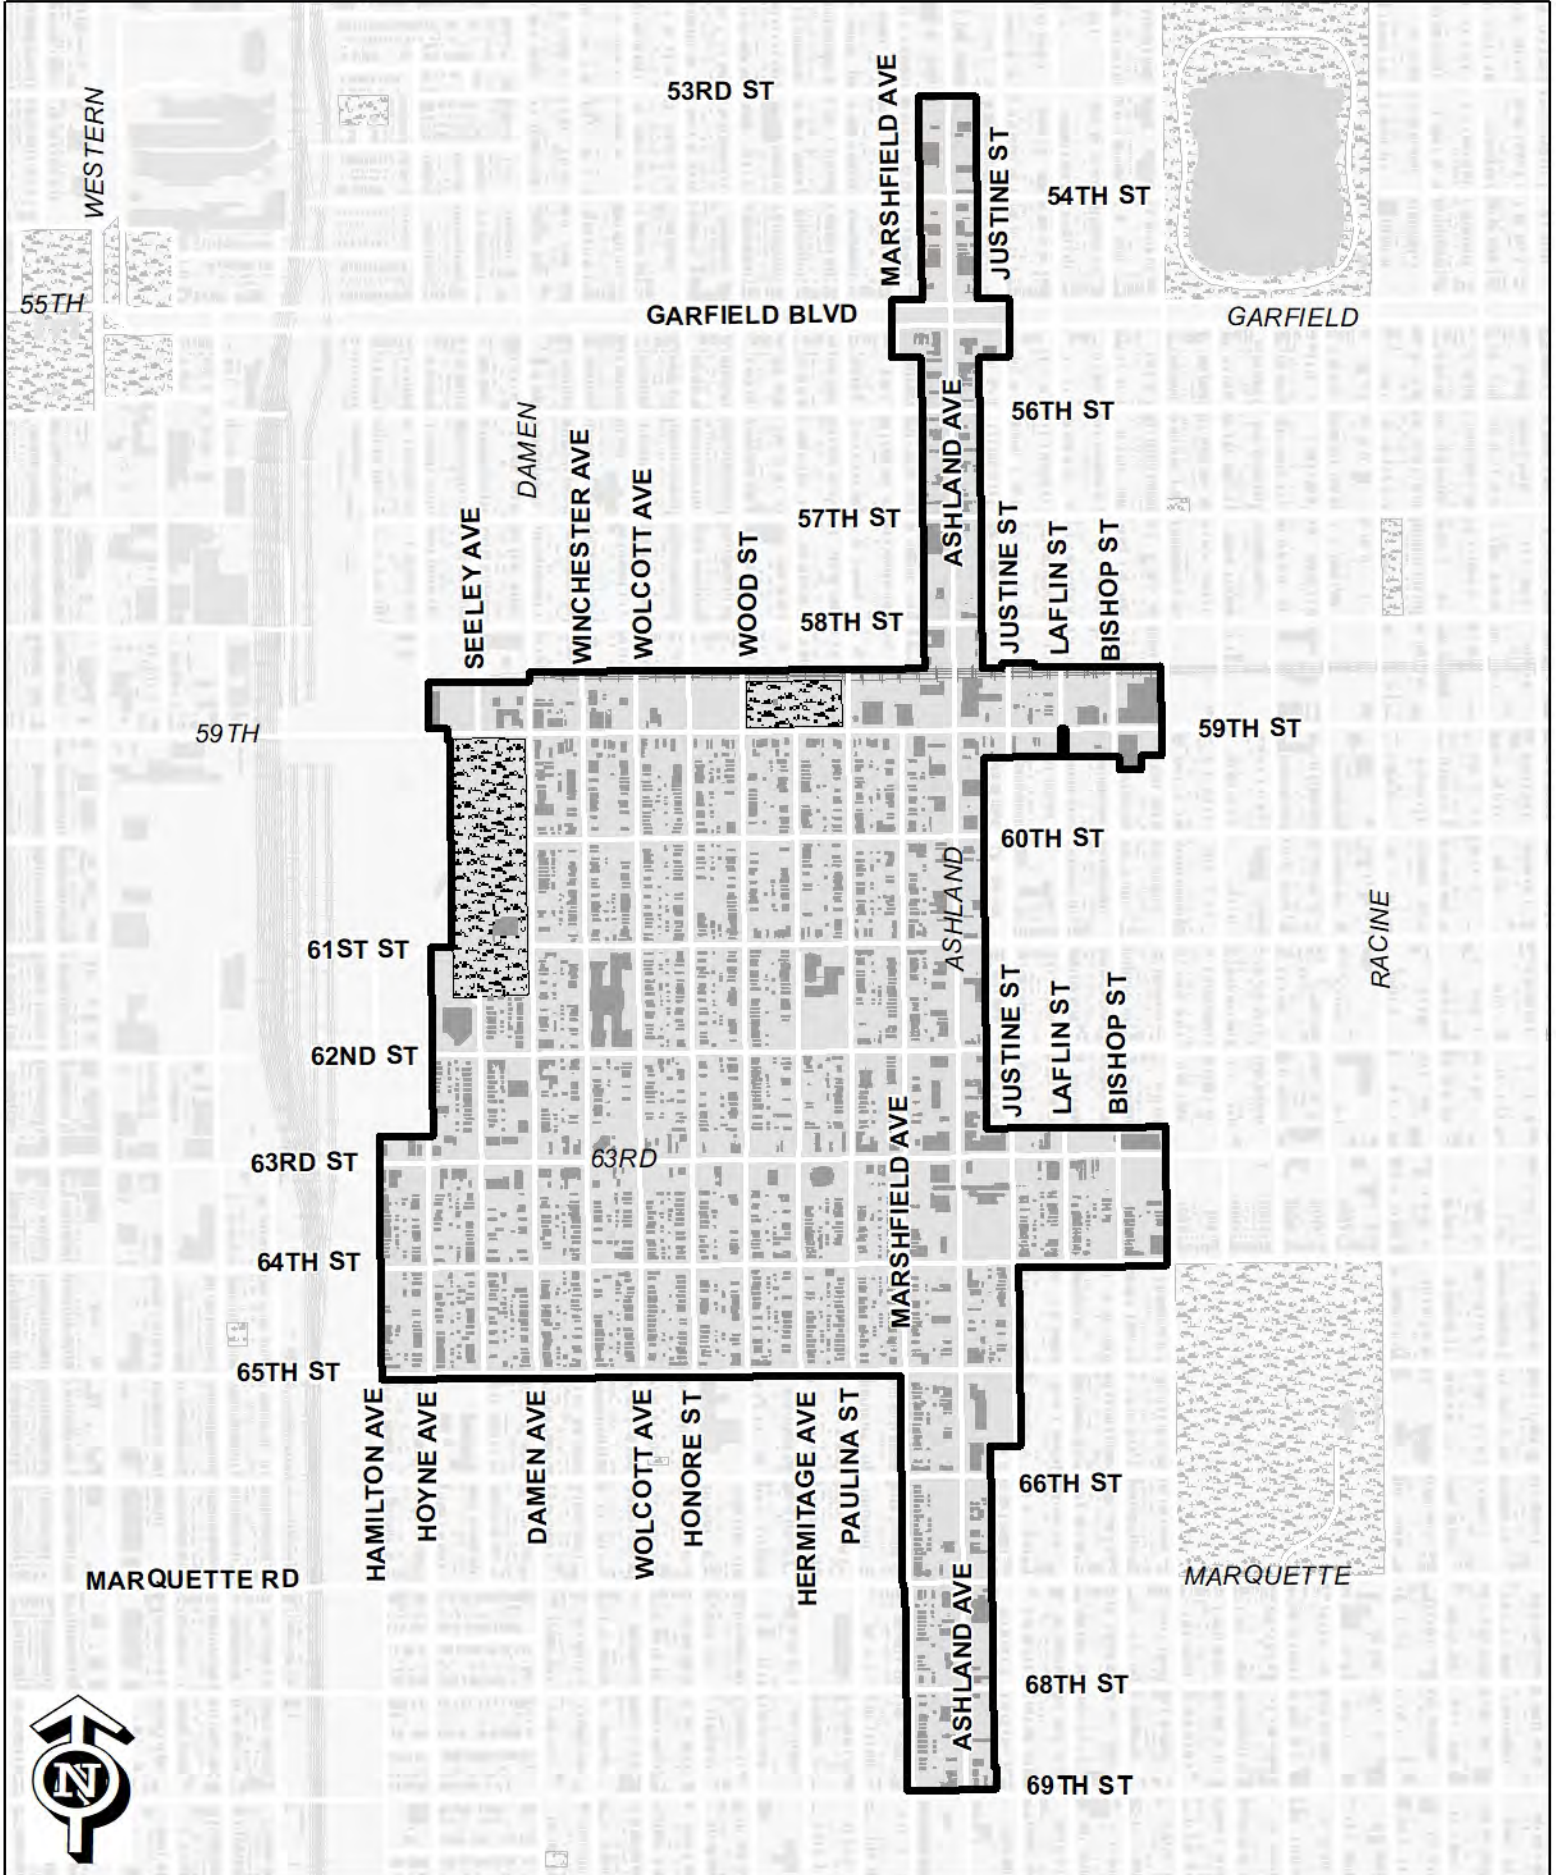 53RD ST
MARSHFIELD AVE
WESTERN
JUSTINE ST
54TH ST
55TH
GARFIELD BLVD
GARFIELD
ASHLAND AVE
56TH ST
DAMEN
WINCHESTER AVE
WOLCOTT AVE
57TH ST
SEELEY AVE
WOOD ST
JUSTINE ST
LAFLIN ST
BISHOP ST
58TH ST
59TH
59TH ST
60TH ST
ASHLAND
RACINE
61ST ST
JUSTINE ST
LAFLIN ST
BISHOP ST
62ND ST
MARSHFIELD AVE
63RD ST
63RD
64TH ST
65TH ST
HAMILTON AVE
HOYNE AVE
DAMEN AVE
WOLCOTT AVE
HONORE ST
HERMITAGE AVE
PAULINA ST
66TH ST
MARQUETTE RD
MARQUETTE
ASHLAND AVE
68TH ST
N
69TH ST